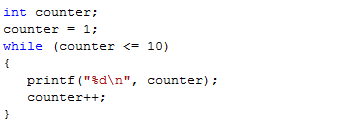 int counter;
counter = 1;
while (counter <= 10)
{
   printf("%d\n", counter);
   counter++;
}